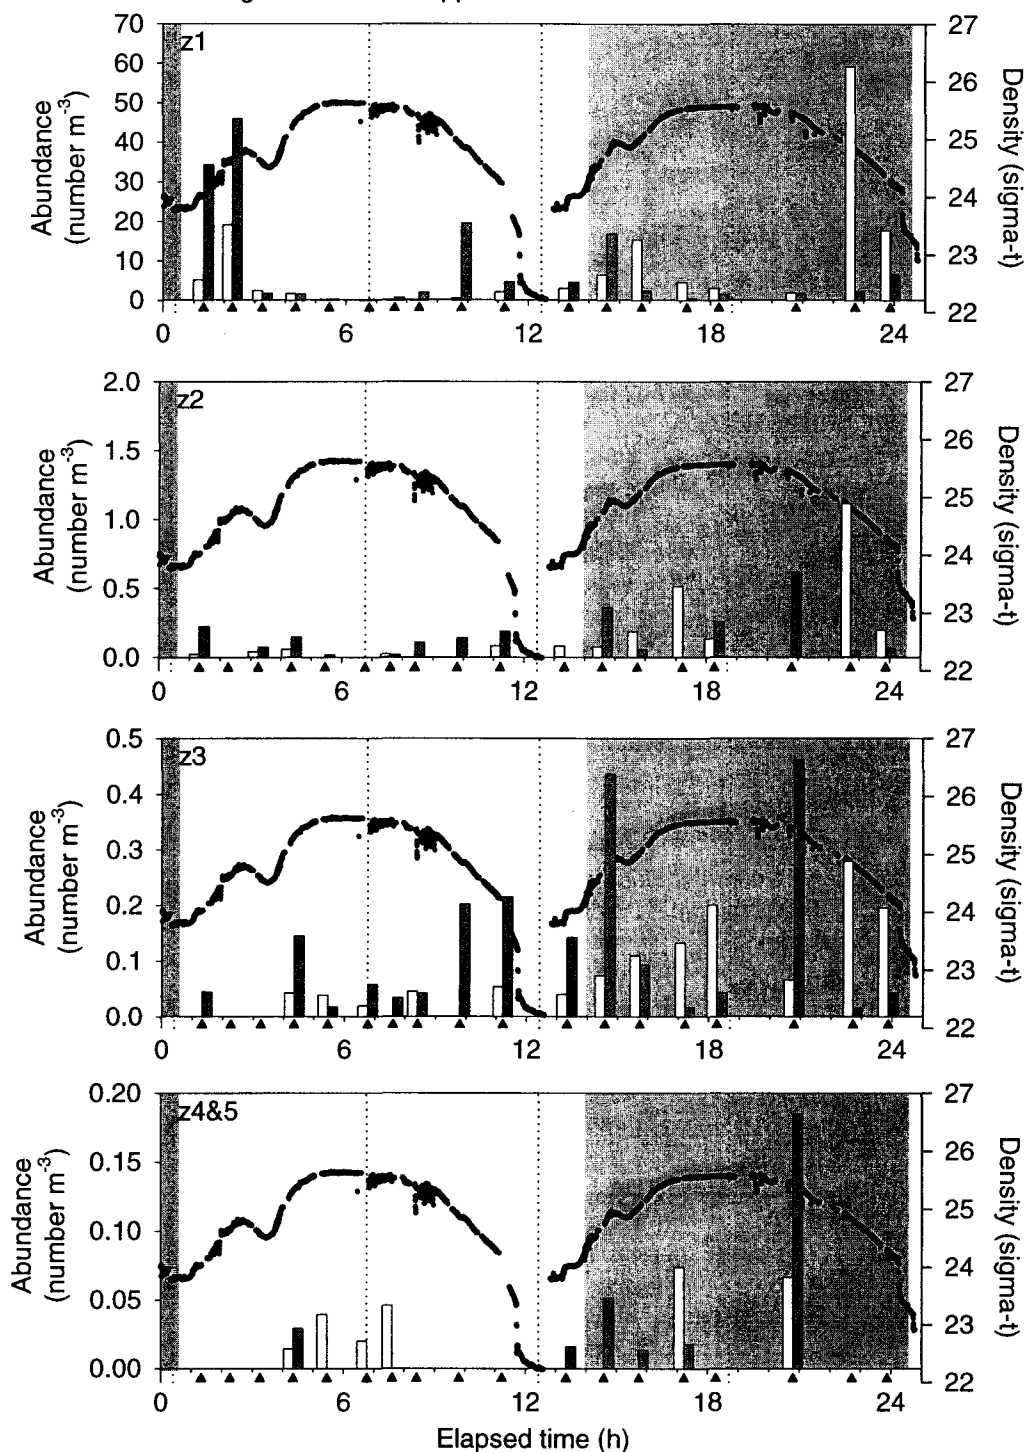 70
60
50
40
30
20
10
0
z1
27
26
25
24
23
22
Abundance
(number m⁻³)
Density (sigma-t)
0 6 12 18 24
2.0
1.5
1.0
0.5
0.0
z2
27
26
25
24
23
22
Abundance
(number m⁻³)
Density (sigma-t)
0 6 12 18 24
0.5
0.4
0.3
0.2
0.1
0.0
z3
27
26
25
24
23
22
Abundance
(number m⁻³)
Density (sigma-t)
0 6 12 18 24
0.20
0.15
0.10
0.05
0.00
z4&5
27
26
25
24
23
22
Abundance
(number m⁻³)
Density (sigma-t)
0 6 12 18 24
Elapsed time (h)